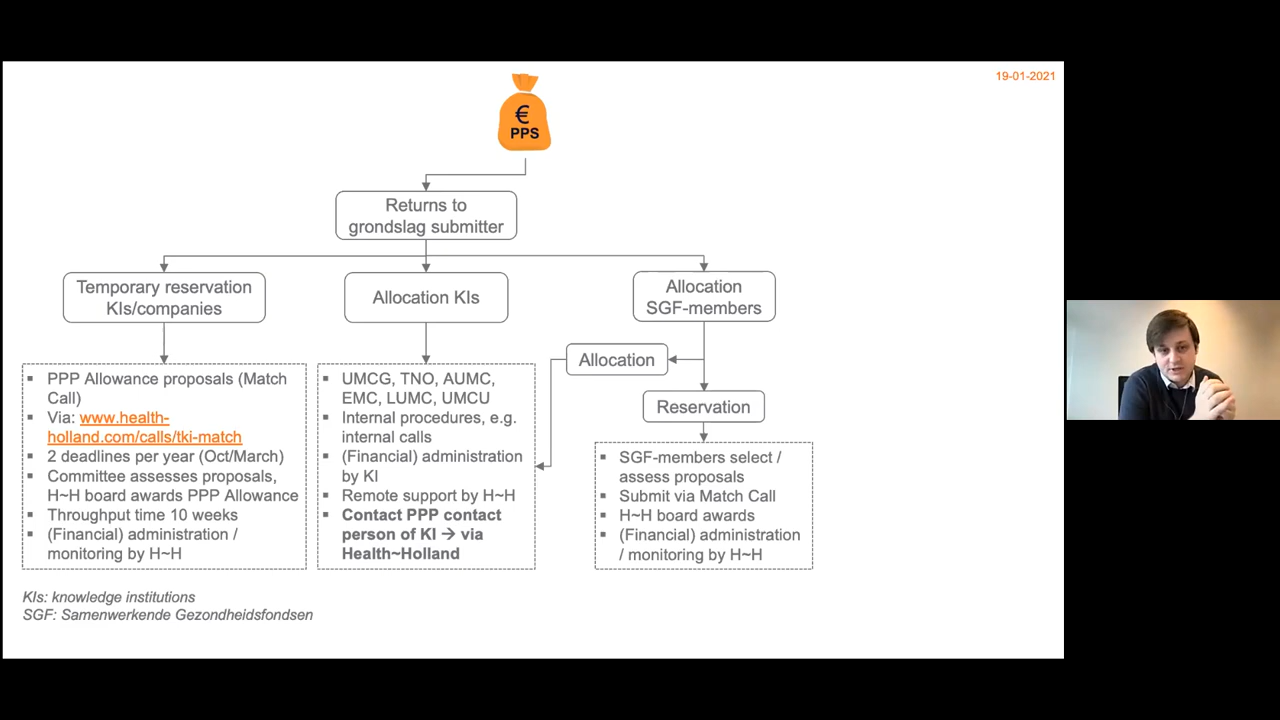 19-01-2021
€
PPS
Returns to
grondslag submitter
Temporary reservation
KIs/companies
Allocation KIs
Allocation
SGF-members
Allocation
Reservation
▪ PPP Allowance proposals (Match
Call)
▪ Via: www.health-
holland.com/calls/tki-match
▪ 2 deadlines per year (Oct/March)
▪ Committee assesses proposals,
H~H board awards PPP Allowance
▪ Throughput time 10 weeks
▪ (Financial) administration /
monitoring by H~H
▪ UMCG, TNO, AUMC,
EMC, LUMC, UMCU
▪ Internal procedures, e.g.
internal calls
▪ (Financial) administration
by KI
▪ Remote support by H~H
▪ Contact PPP contact
person of KI → via
Health~Holland
▪ SGF-members select /
assess proposals
▪ Submit via Match Call
▪ H~H board awards
▪ (Financial) administration
/ monitoring by H~H
KIs: knowledge institutions
SGF: Samenwerkende Gezondheidsfondsen